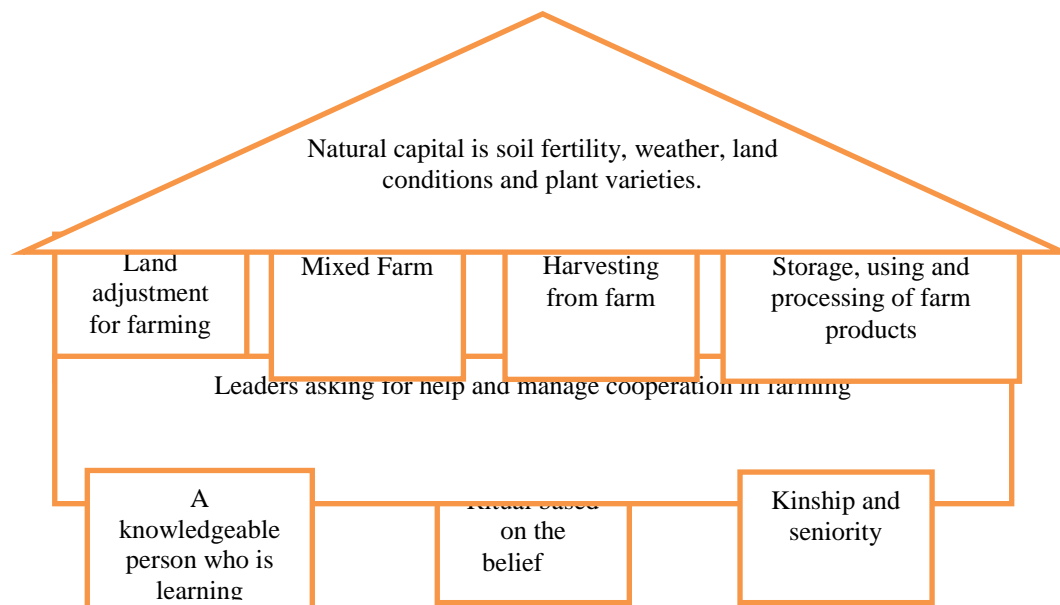 Natural capital is soil fertility, weather, land
conditions and plant varieties.
Land
adjustment
for farming
Mixed Farm
Harvesting
from farm
Storage, using and
processing of farm
products
Leaders asking for help and manage cooperation in farming
A
knowledgeable
person who is
learning
Ritual based
on the
belief
Kinship and
seniority